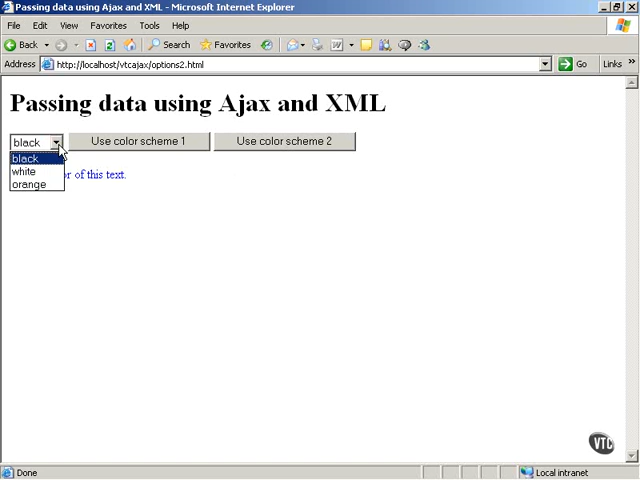 Passing data using Ajax and XML - Microsoft Internet Explorer
File Edit View Favorites Tools Help
Back Search Favorites
Address http://localhost/vtcajax/options2.html Go Links »
Passing data using Ajax and XML
black Use color scheme 1 Use color scheme 2
black
or of this text.
white
orange
VTC
Done Local intranet